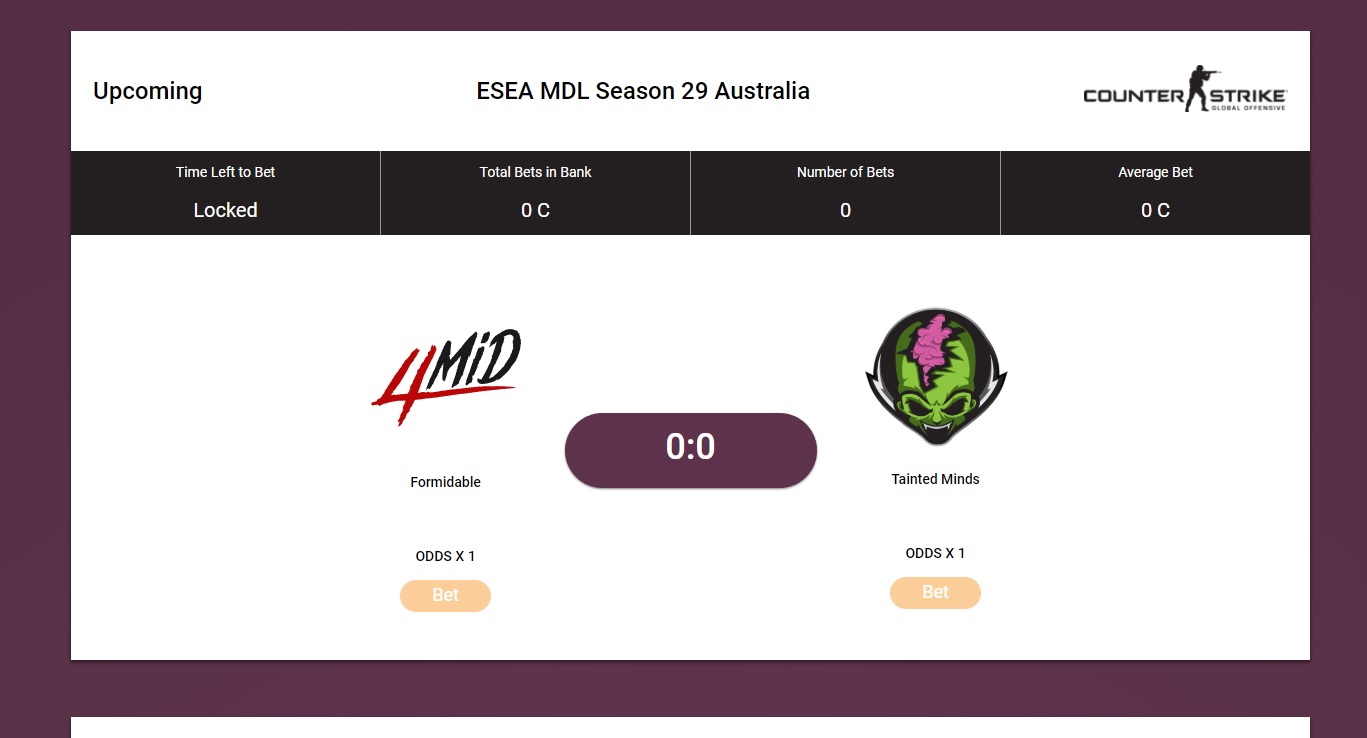 Upcoming
ESEA MDL Season 29 Australia
COUNTER STRIKE
GLOBAL OFFENSIVE
Time Left to Bet
Total Bets in Bank
Number of Bets
Average Bet
Locked
0 C
0
0 C
4MiD
0:0
Formidable
Tainted Minds
ODDS X 1
ODDS X 1
Bet
Bet